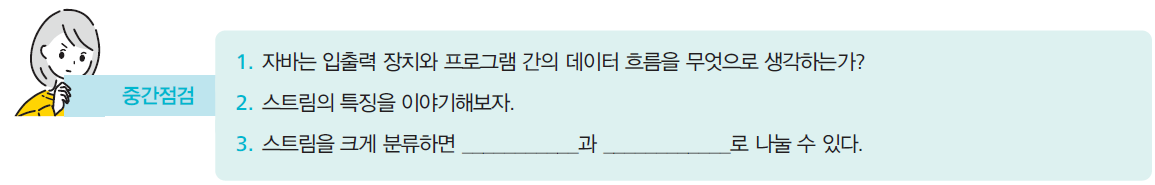 중간점검
1. 자바는 입출력 장치와 프로그램 간의 데이터 흐름을 무엇으로 생각하는가?
2. 스트림의 특징을 이야기해보자.
3. 스트림을 크게 분류하면 ___________과 ____________로 나눌 수 있다.